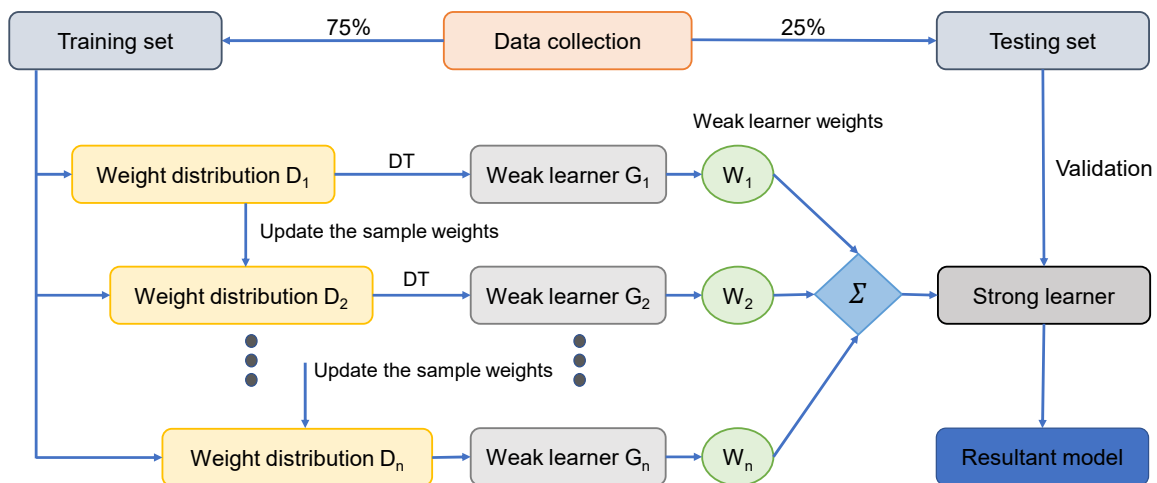 Training set
75%
Data collection
25%
Testing set
Weak learner weights
Weight distribution D₁
DT
Weak learner G₁
W₁
Validation
Update the sample weights
Weight distribution D₂
DT
Weak learner G₂
W₂
Σ
Strong learner
Update the sample weights
Weight distribution Dₙ
Weak learner Gₙ
Wₙ
Resultant model